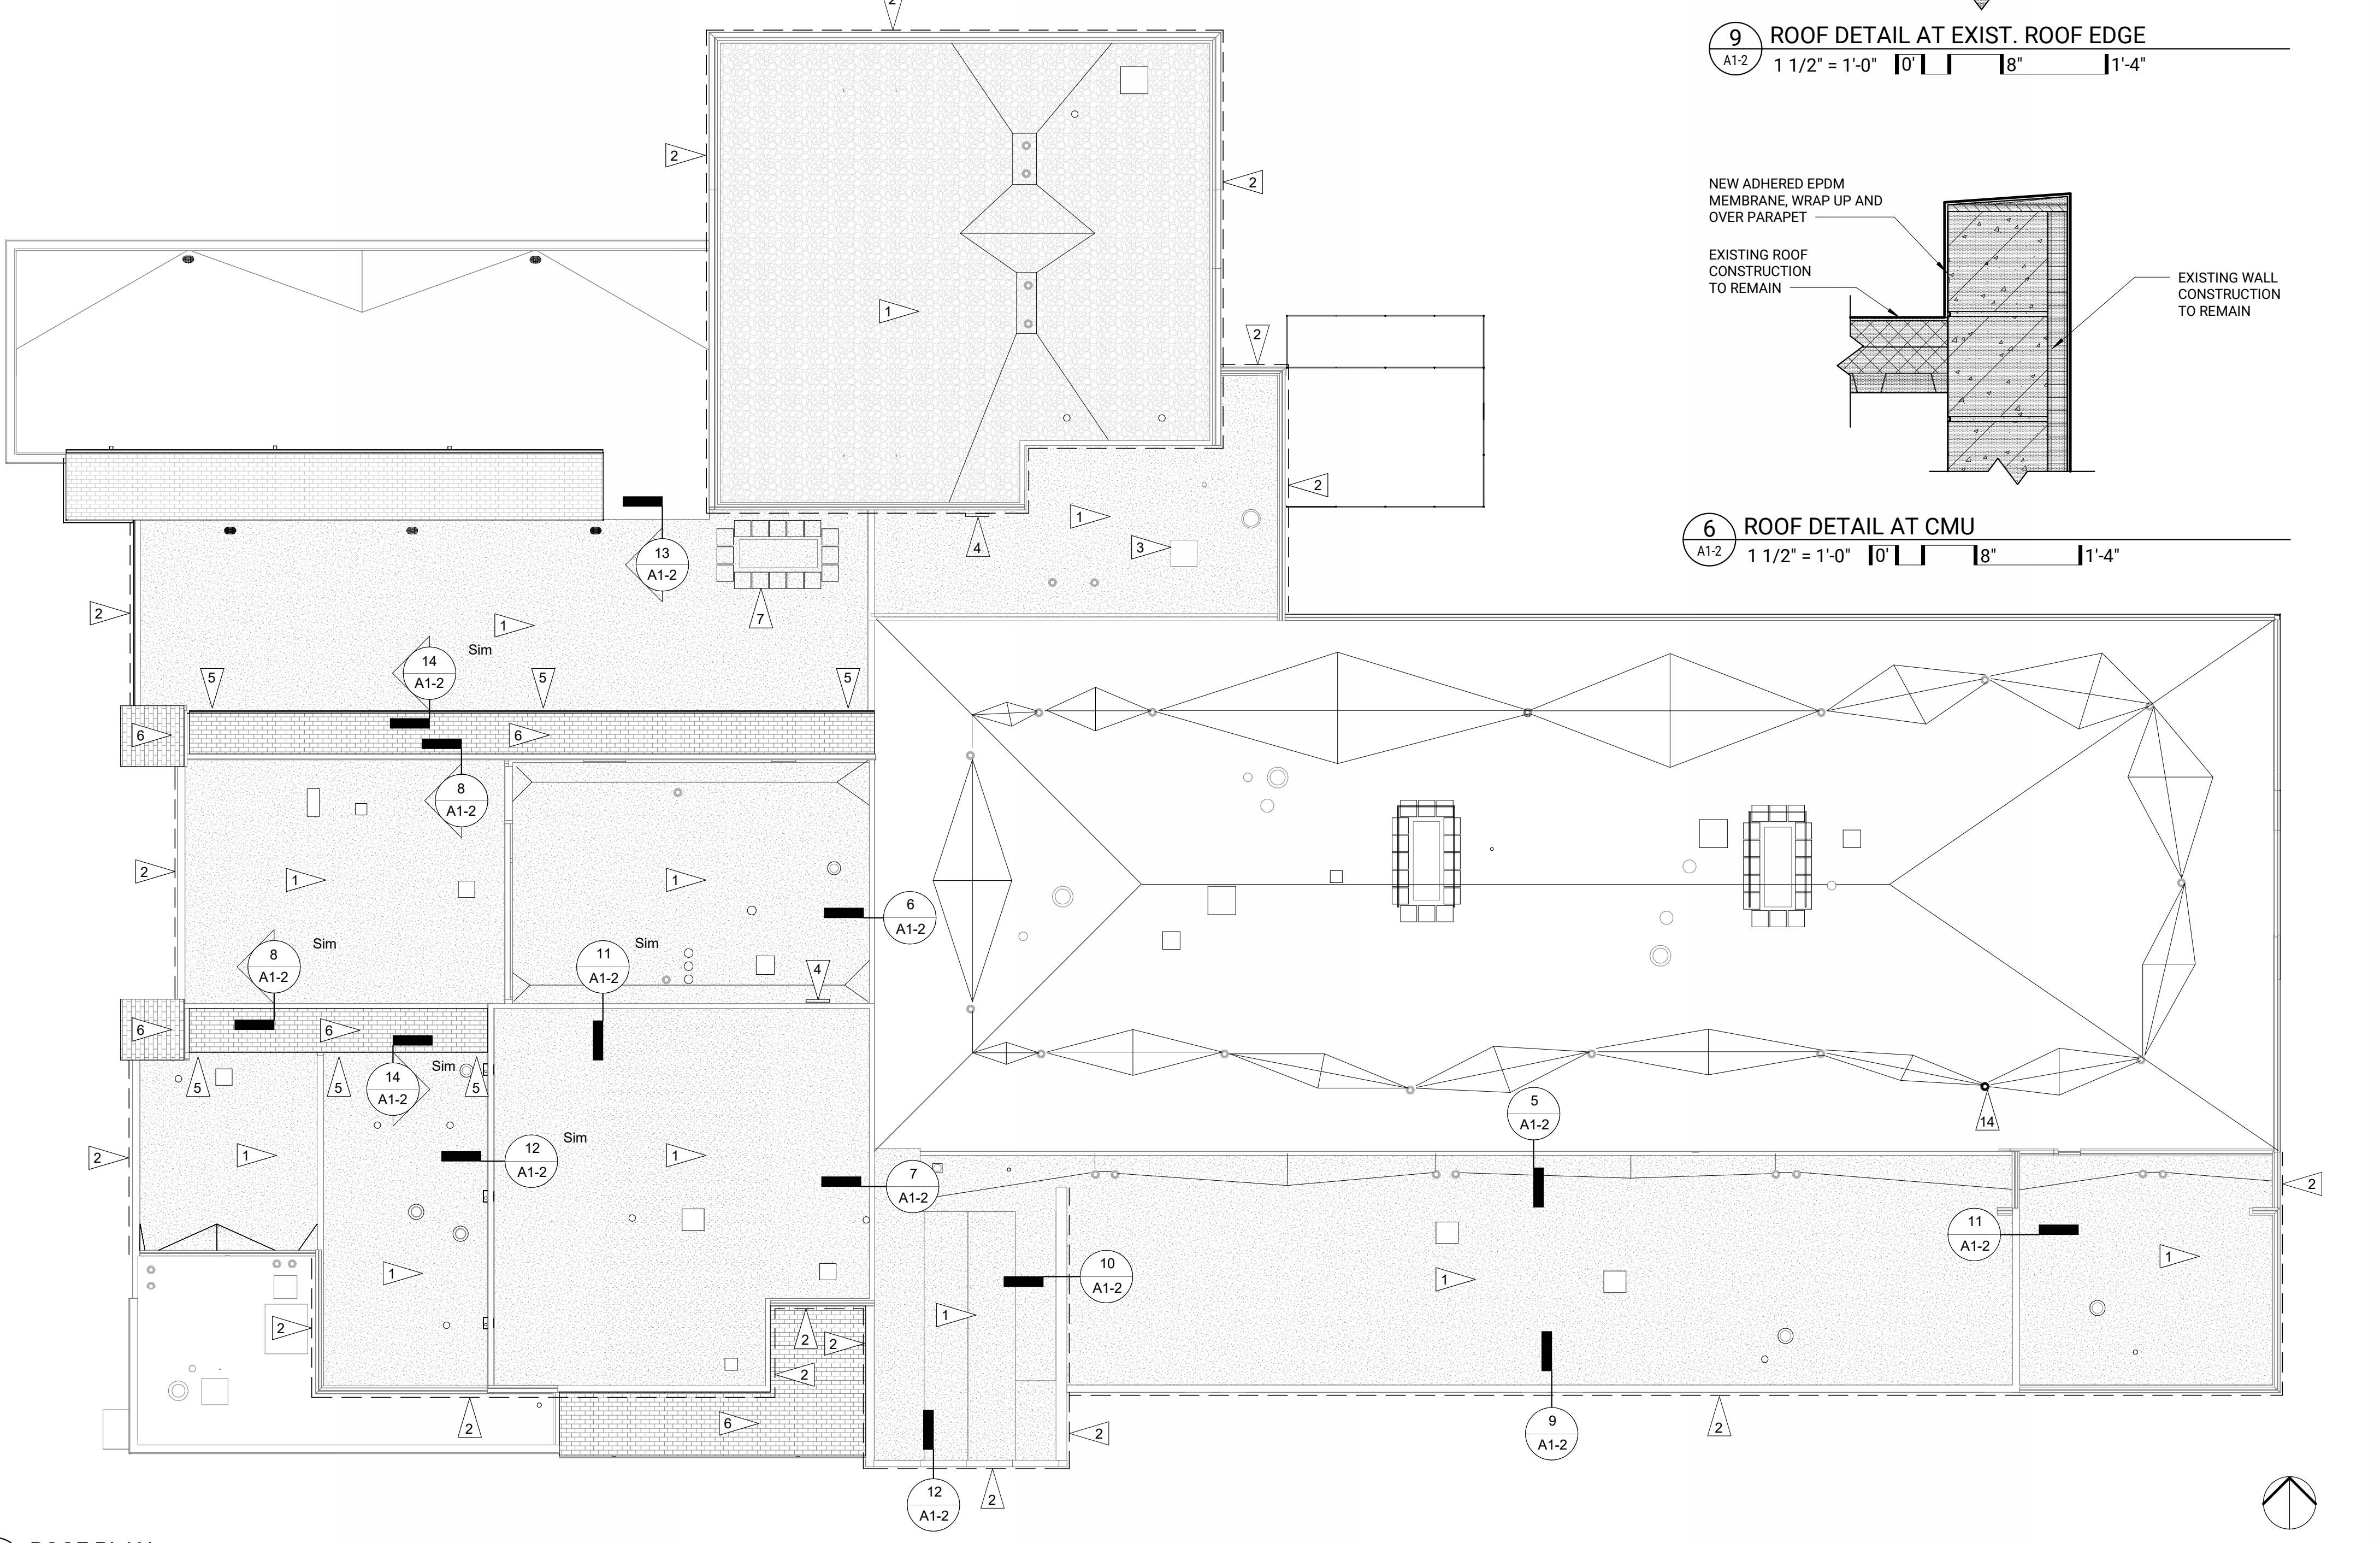 2
9
A1-2
ROOF DETAIL AT EXIST. ROOF EDGE
1 1/2" = 1'-0" 0' 8" 1'-4"
2
2
NEW ADHERED EPDM
MEMBRANE, WRAP UP AND
OVER PARAPET
EXISTING ROOF
CONSTRUCTION
TO REMAIN
EXISTING WALL
CONSTRUCTION
TO REMAIN
1
2
2
1
4
3
6
A1-2
ROOF DETAIL AT CMU
1 1/2" = 1'-0" 0' 8" 1'-4"
13
A1-2
7
2
1
14
A1-2
Sim
5
5
5
6
6
8
A1-2
2
1
1
6
A1-2
8
A1-2
Sim
11
A1-2
Sim
4
6
6
5
5
5
14
A1-2
Sim
5
A1-2
14
2
1
12
A1-2
Sim
1
7
A1-2
2
11
A1-2
1
1
10
A1-2
1
1
2
2
2
2
2
6
2
2
9
A1-2
2
12
A1-2
2
ROOF PLAN